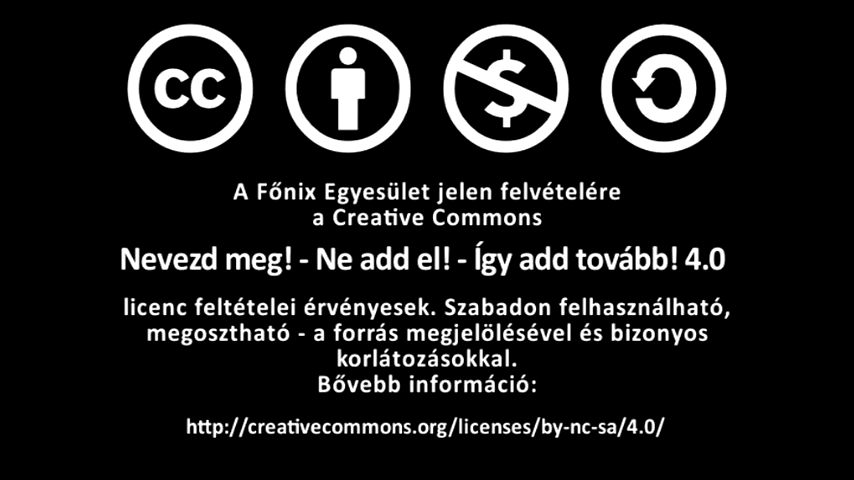 cc
$
A Főnix Egyesület jelen felvételére
a Creative Commons
Nevezd meg! - Ne add el! - Így add tovább! 4.0
licenc feltételei érvényesek. Szabadon felhasználható,
megosztható - a forrás megjelölésével és bizonyos
korlátozásokkal.
Bővebb információ:
http://creativecommons.org/licenses/by-nc-sa/4.0/